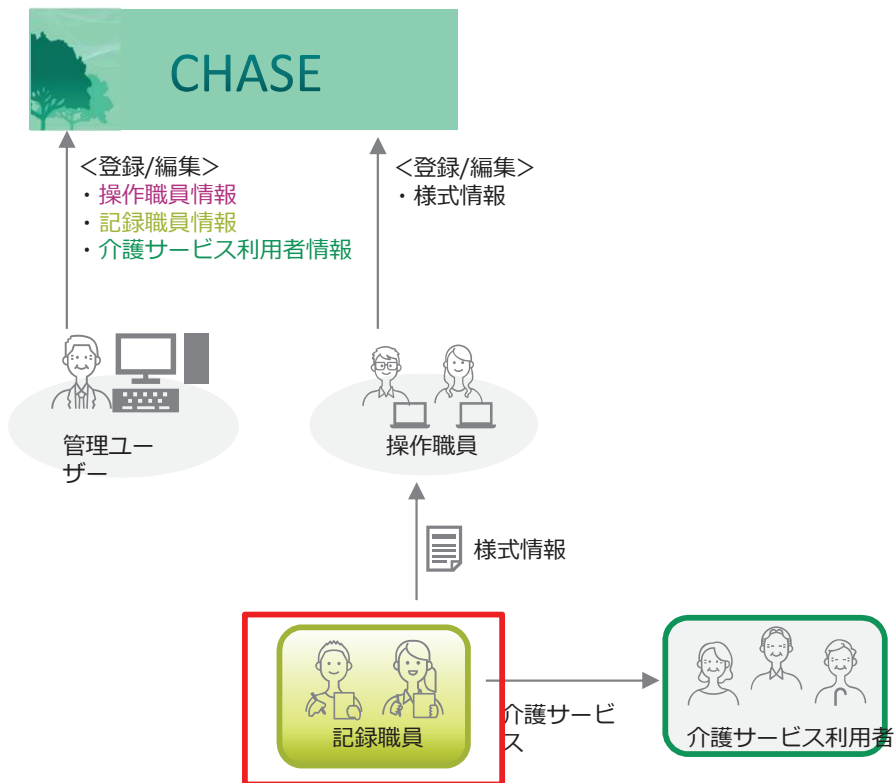 CHASE
＜登録/編集＞
・操作職員情報
・記録職員情報
・介護サービス利用者情報
＜登録/編集＞
・様式情報
管理ユー
ザー
操作職員
様式情報
記録職員
介護サービ
ス
介護サービス利用者